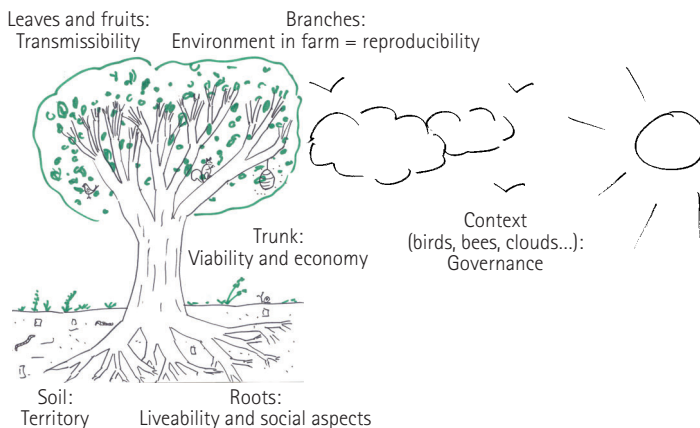 Leaves and fruits:
Transmissibility
Branches:
Environment in farm = reproducibility
Trunk:
Viability and economy
Context
(birds, bees, clouds...):
Governance
Soil:
Territory
Roots:
Liveability and social aspects